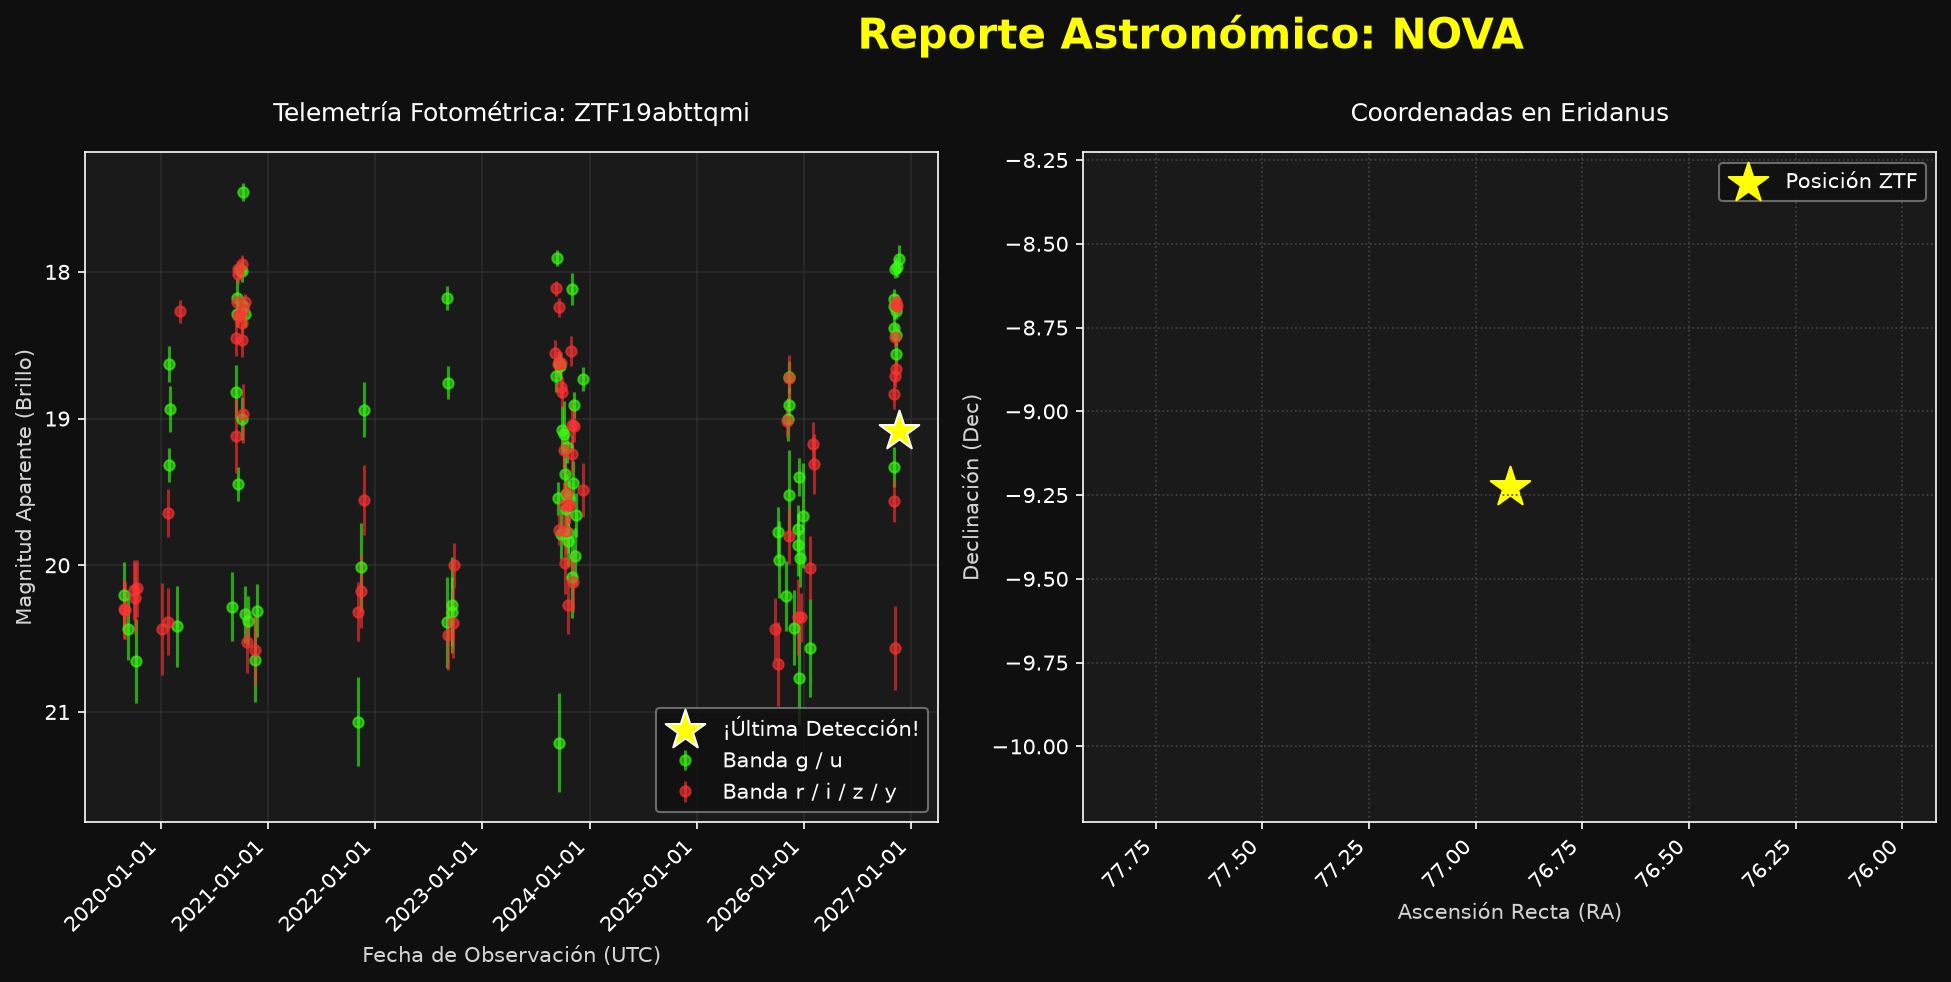 Reporte Astronómico: NOVA
Telemetría Fotométrica: ZTF19abttqmi
Magnitud Aparente (Brillo)
18
19
20
21
¡Última Detección!
Banda g / u
Banda r / i / z / y
2020-01-01
2021-01-01
2022-01-01
2023-01-01
2024-01-01
2025-01-01
2026-01-01
2027-01-01
Fecha de Observación (UTC)
Coordenadas en Eridanus
Declinación (Dec)
−8.25
−8.50
−8.75
−9.00
−9.25
−9.50
−9.75
−10.00
Posición ZTF
77.75
77.50
77.25
77.00
76.75
76.50
76.25
76.00
Ascensión Recta (RA)